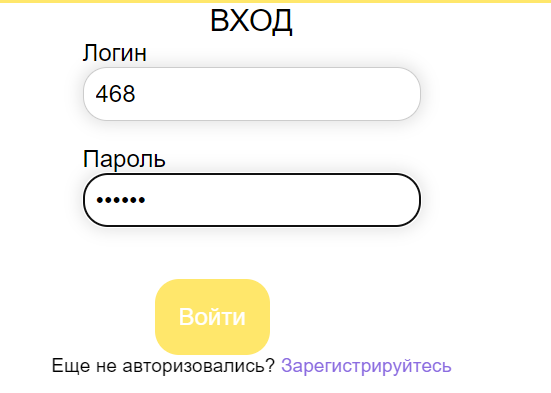 ВХОД
Логин
468
Пароль
••••••
Войти
Еще не авторизовались? Зарегистрируйтесь